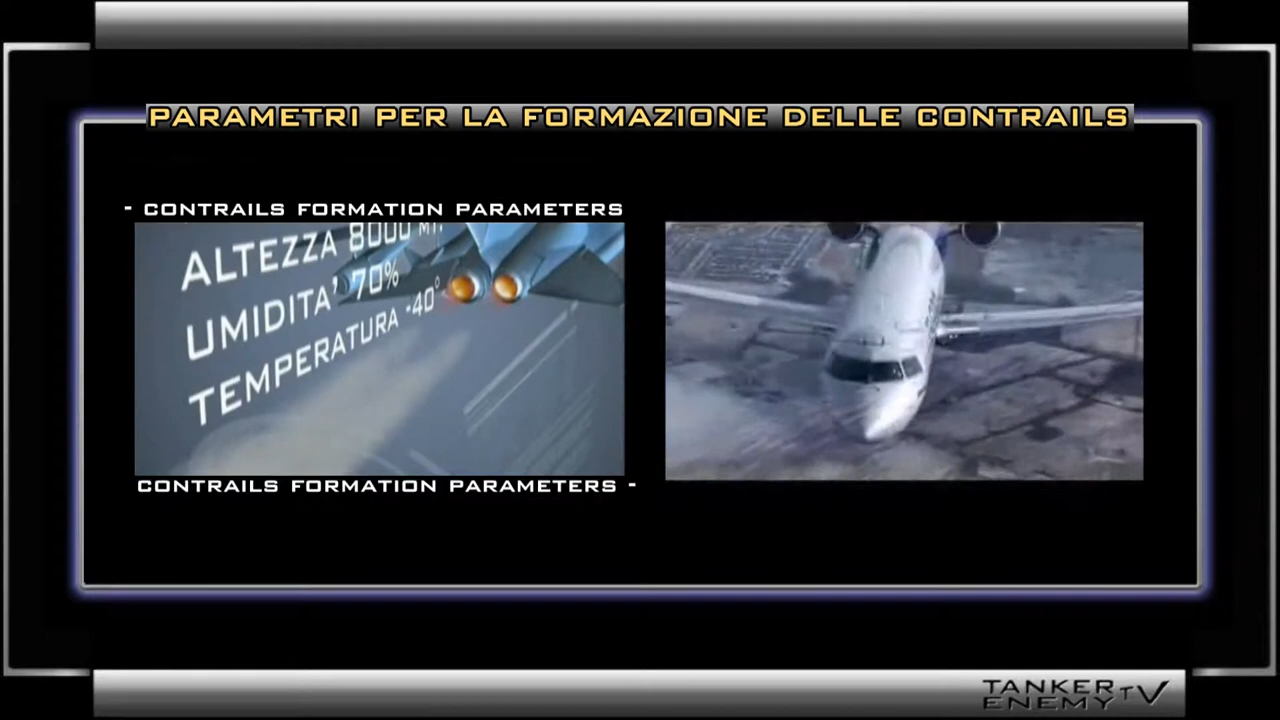 PARAMETRI PER LA FORMAZIONE DELLE CONTRAILS
- CONTRAILS FORMATION PARAMETERS
ALTEZZA 8000 MT.
UMIDITA' 70%
TEMPERATURA -40°
CONTRAILS FORMATION PARAMETERS -
TANKER
ENEMY TV